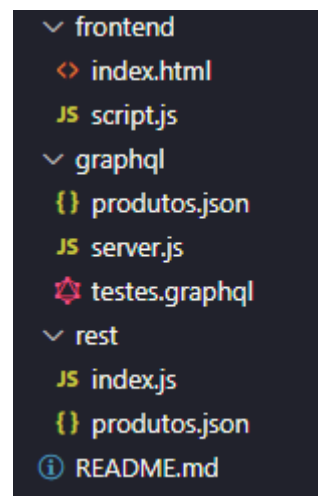 frontend
<> index.html
JS script.js
graphql
{} produtos.json
JS server.js
testes.graphql
rest
JS index.js
{} produtos.json
README.md